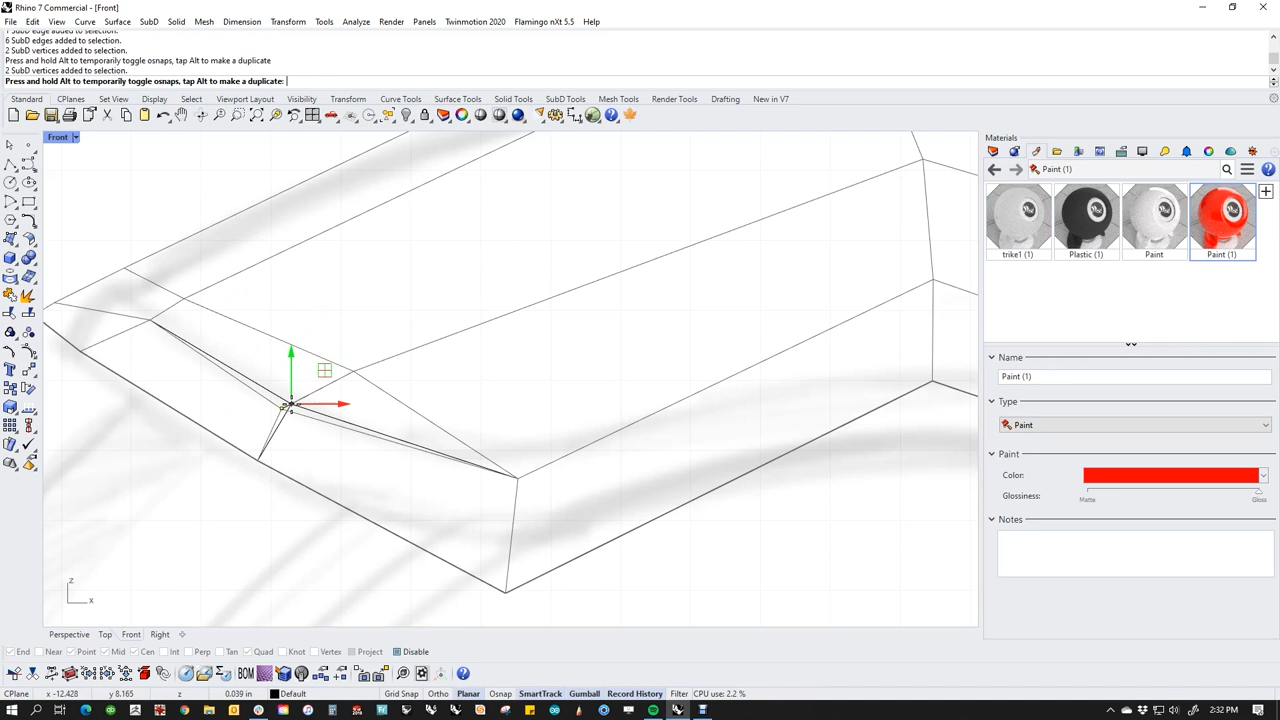 Rhino 7 Commercial - [Front]
File Edit View Curve Surface SubD Solid Mesh Dimension Transform Tools Analyze Render Panels Twinmotion 2020 Flamingo nXt 5.5 Help
1 SubD edge added to selection.
6 SubD edges added to selection.
2 SubD vertices added to selection.
Press and hold Alt to temporarily toggle osnaps, tap Alt to make a duplicate
2 SubD vertices added to selection.
Press and hold Alt to temporarily toggle osnaps, tap Alt to make a duplicate:
Standard CPlanes Set View Display Select Viewport Layout Visibility Transform Curve Tools Surface Tools Solid Tools SubD Tools Mesh Tools Render Tools Drafting New in V7
Front
Materials
Paint (1)
trike1 (1) Plastic (1) Paint Paint (1)
Name
Paint (1)
Type
Paint
Paint
Color:
Glossiness:
Matte Gloss
Notes
z
x
Perspective Top Front Right
End Near Point Mid Cen Int Perp Tan Quad Knot Vertex Project Disable
BOM
CPlane x -12.428 y 8.165 z 0.039 in Default Grid Snap Ortho Planar Osnap SmartTrack Gumball Record History Filter CPU use: 2.2 %
2:32 PM